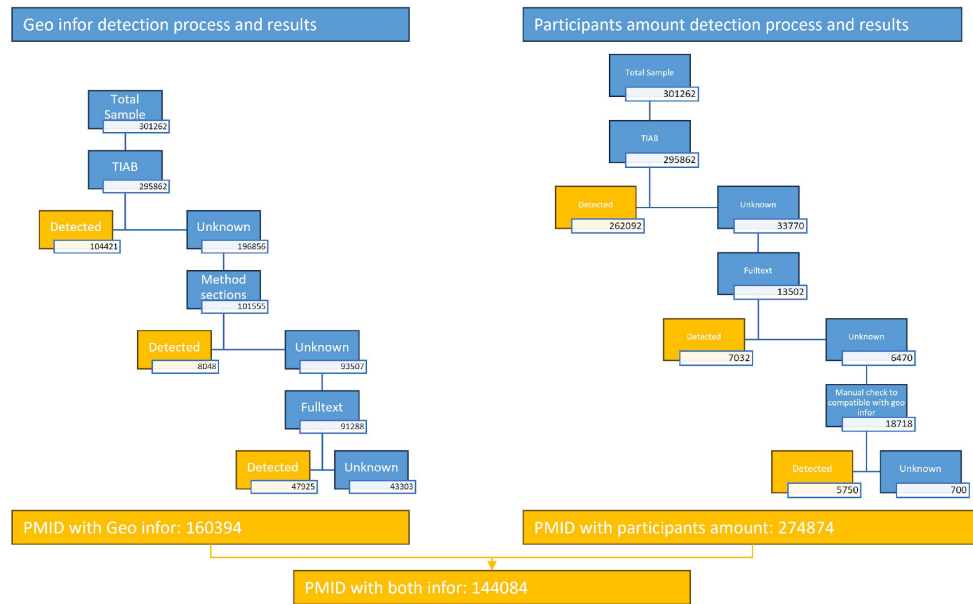 Geo infor detection process and results
Total
Sample
301262
TIAB
295862
Detected
104421
Unknown
196856
Method
sections
101555
Detected
8048
Unknown
93507
Fulltext
91288
Detected
47925
Unknown
43303
PMID with Geo infor: 160394
Participants amount detection process and results
Total Sample
301262
TIAB
295862
Detected
262092
Unknown
33770
Fulltext
13502
Detected
7032
Unknown
6470
Manual check to
compatible with geo
infor
18718
Detected
5750
Unknown
700
PMID with participants amount: 274874
PMID with both infor: 144084